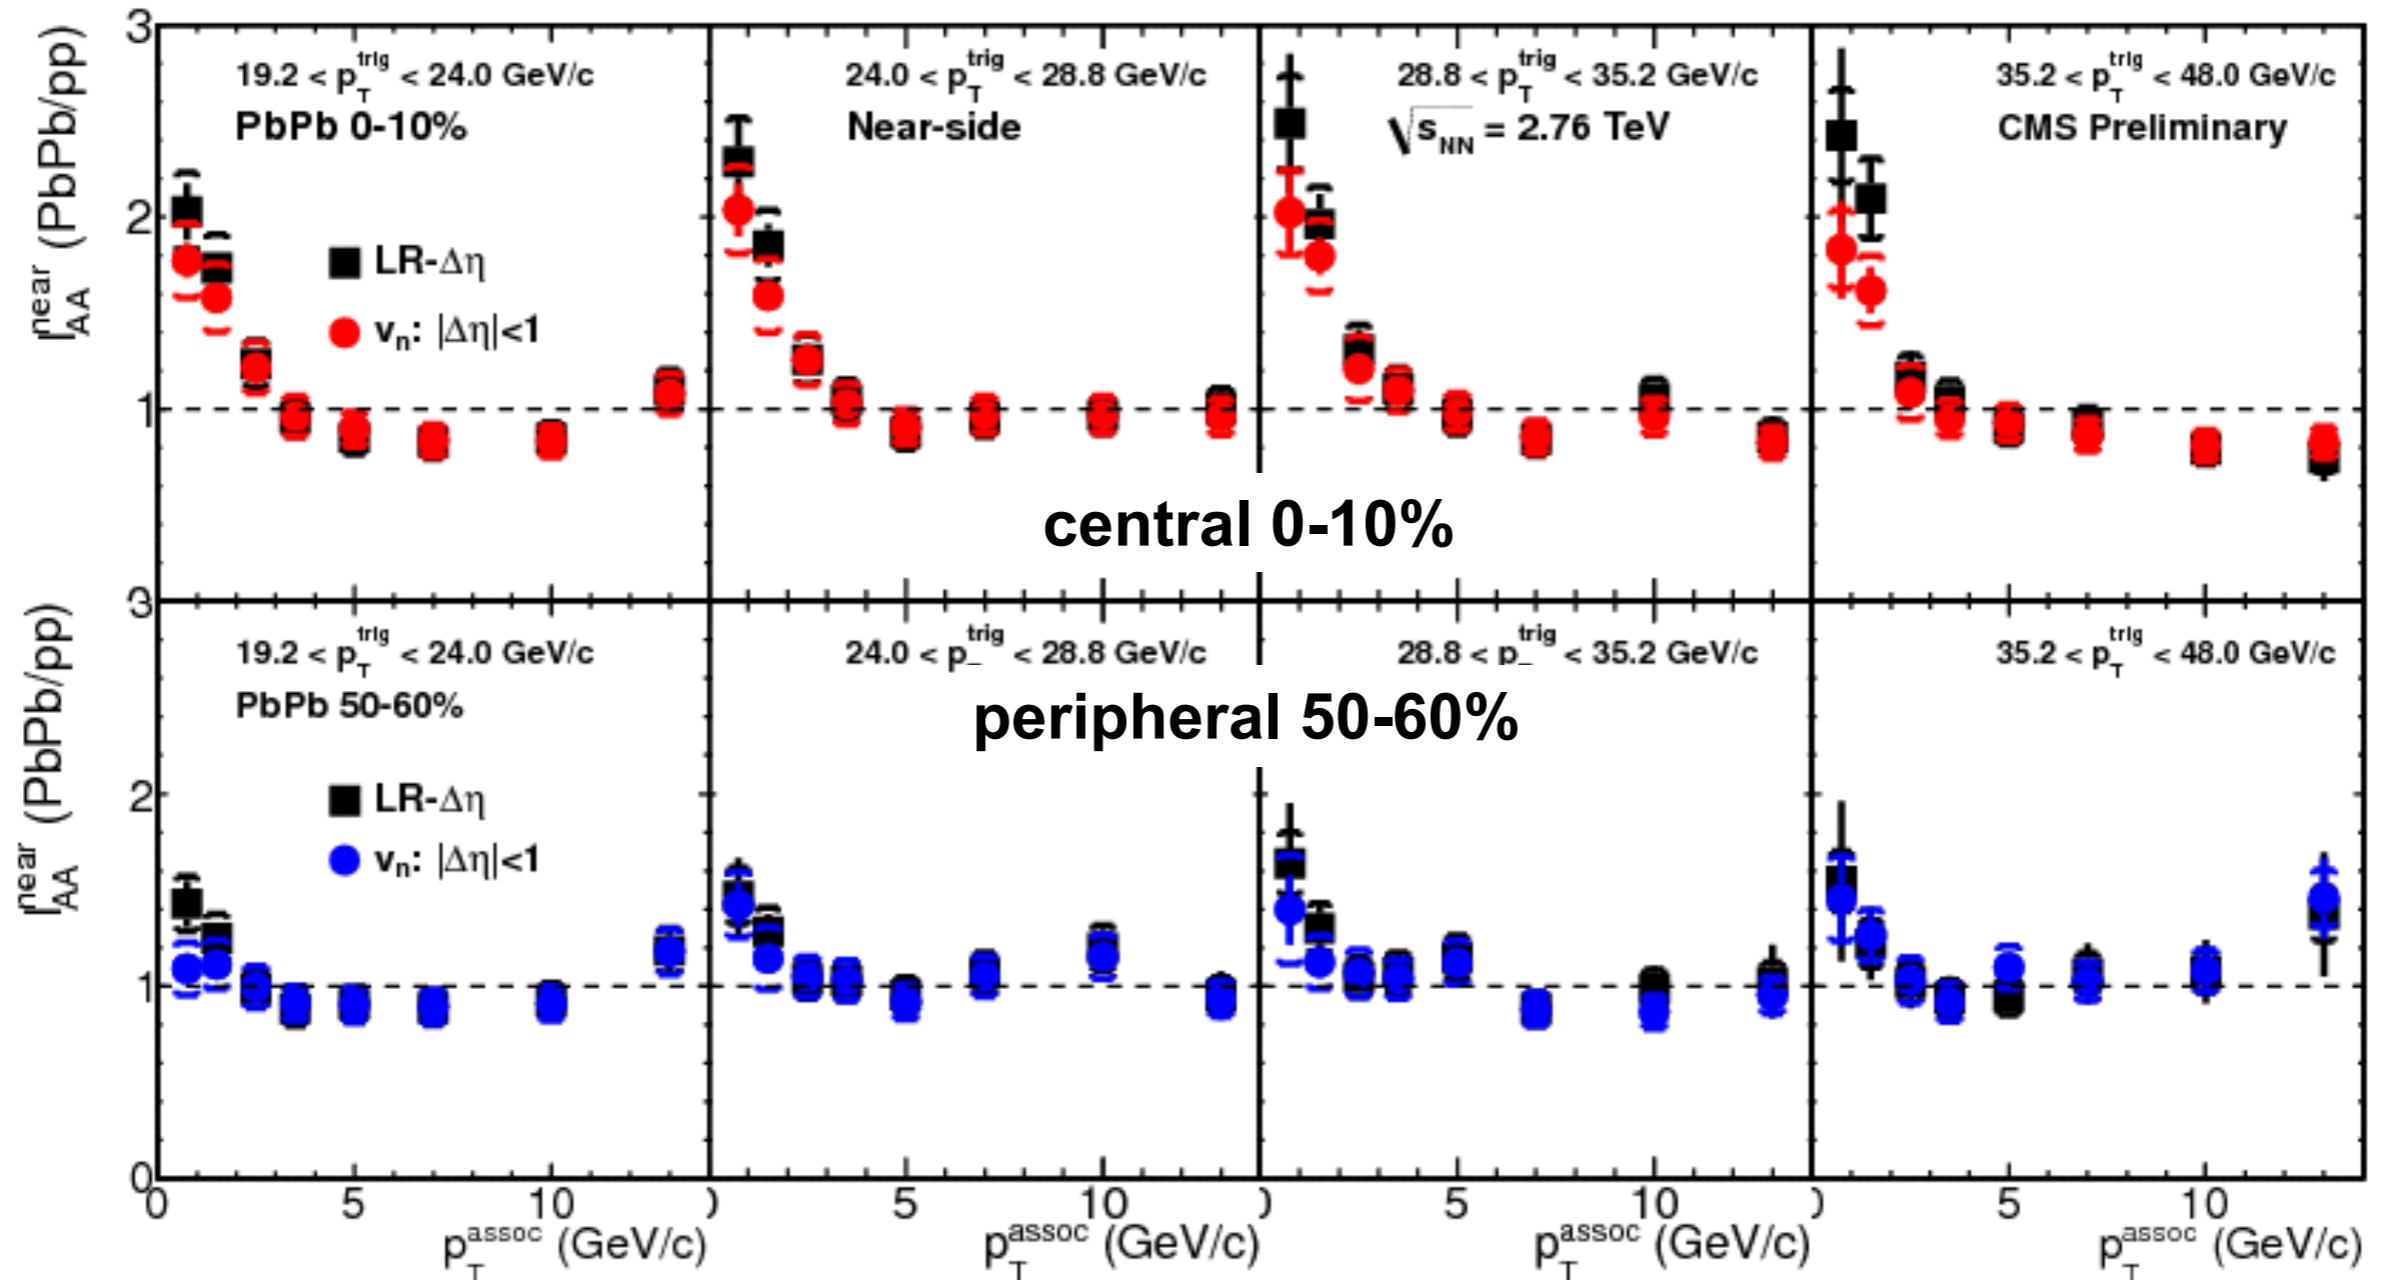 3
19.2 < p_T^trig < 24.0 GeV/c
24.0 < p_T^trig < 28.8 GeV/c
28.8 < p_T^trig < 35.2 GeV/c
35.2 < p_T^trig < 48.0 GeV/c
PbPb 0-10%
Near-side
√s_NN = 2.76 TeV
CMS Preliminary
I_AA^near (PbPb/pp)
2
LR-Δη
v_n: |Δη|<1
1
central 0-10%
3
19.2 < p_T^trig < 24.0 GeV/c
24.0 < p^trig < 28.8 GeV/c
28.8 < p^trig < 35.2 GeV/c
35.2 < p_T^trig < 48.0 GeV/c
PbPb 50-60%
peripheral 50-60%
I_AA^near (PbPb/pp)
2
LR-Δη
v_n: |Δη|<1
1
0
0 5 10 5 10 5 10 5 10
p_T^assoc (GeV/c) p_T^assoc (GeV/c) p_T^assoc (GeV/c) p_T^assoc (GeV/c)